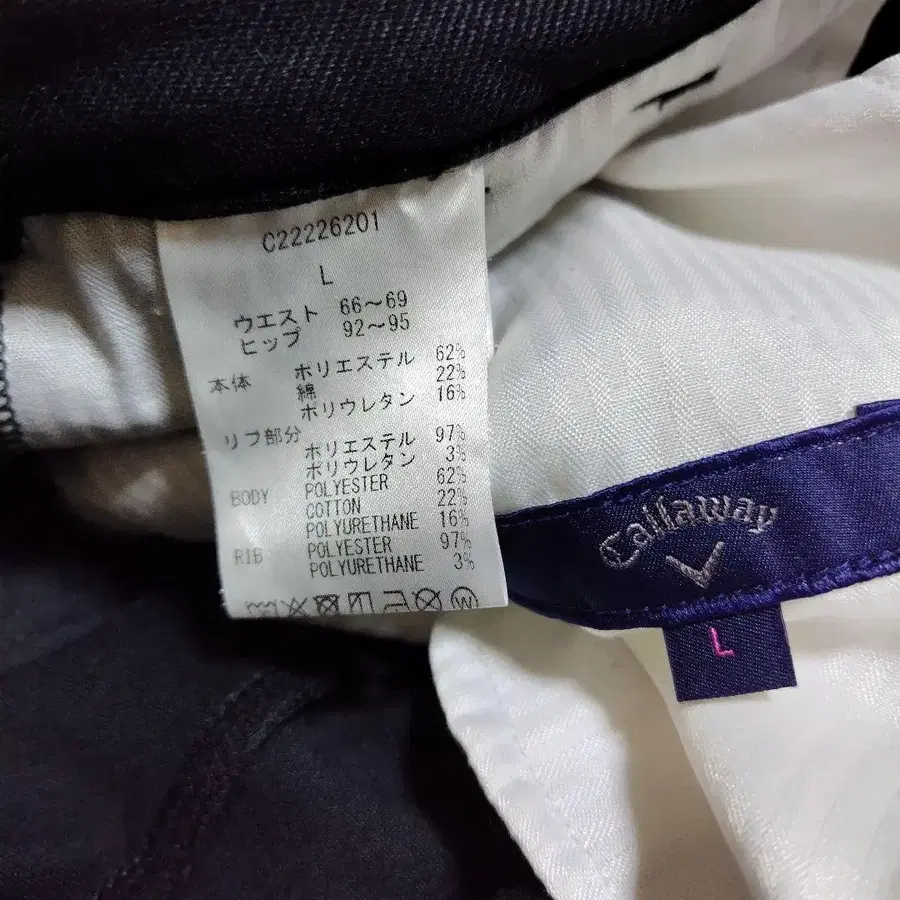 C22226201
L
ウエスト 66〜69
ヒップ 92〜95
本体 ポリエステル 62%
綿 22%
ポリウレタン 16%
リブ部分
ポリエステル 97%
ポリウレタン 3%
BODY POLYESTER 62%
COTTON 22%
POLYURETHANE 16%
RIB POLYESTER 97%
POLYURETHANE 3%
W
Callaway
L